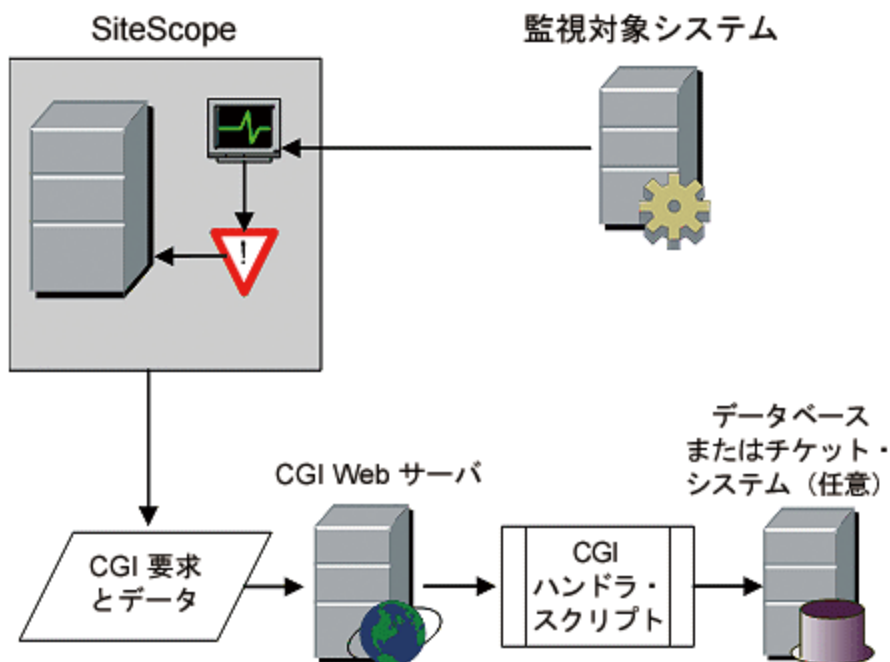 SiteScope
監視対象システム
!
データベース
またはチケット・
システム（任意）
CGI Web サーバ
CGI 要求
とデータ
CGI
ハンドラ・
スクリプト